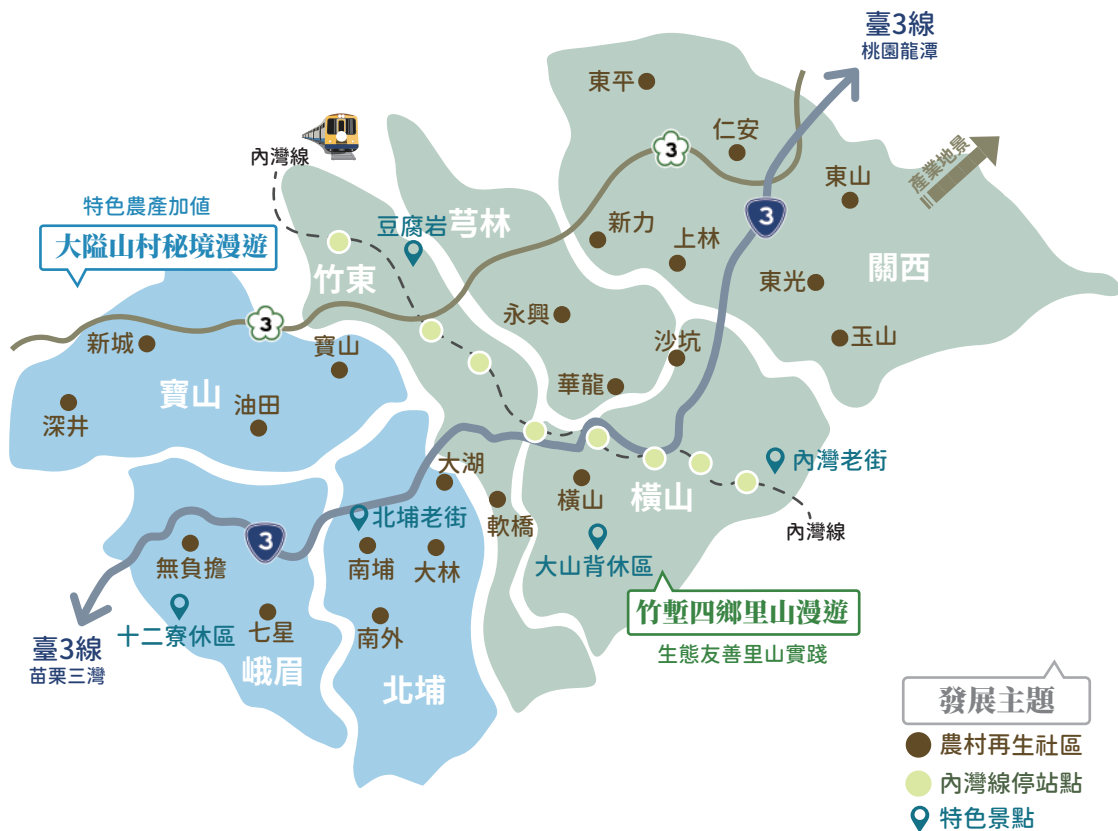 臺3線
桃園龍潭
東平
仁安
3
產業地景
內灣線
東山
特色農產加值
豆腐岩
芎林
新力
上林
3
大隘山村秘境漫遊
竹東
關西
東光
永興
3
新城
寶山
沙坑
玉山
寶山
油田
華龍
深井
大湖
內灣老街
橫山
橫山
北埔老街
軟橋
內灣線
3
無負擔
南埔
大林
大山背休區
竹塹四鄉里山漫遊
十二寮休區
七星
南外
臺3線
苗栗三灣
生態友善里山實踐
峨眉
北埔
發展主題
農村再生社區
內灣線停站點
特色景點